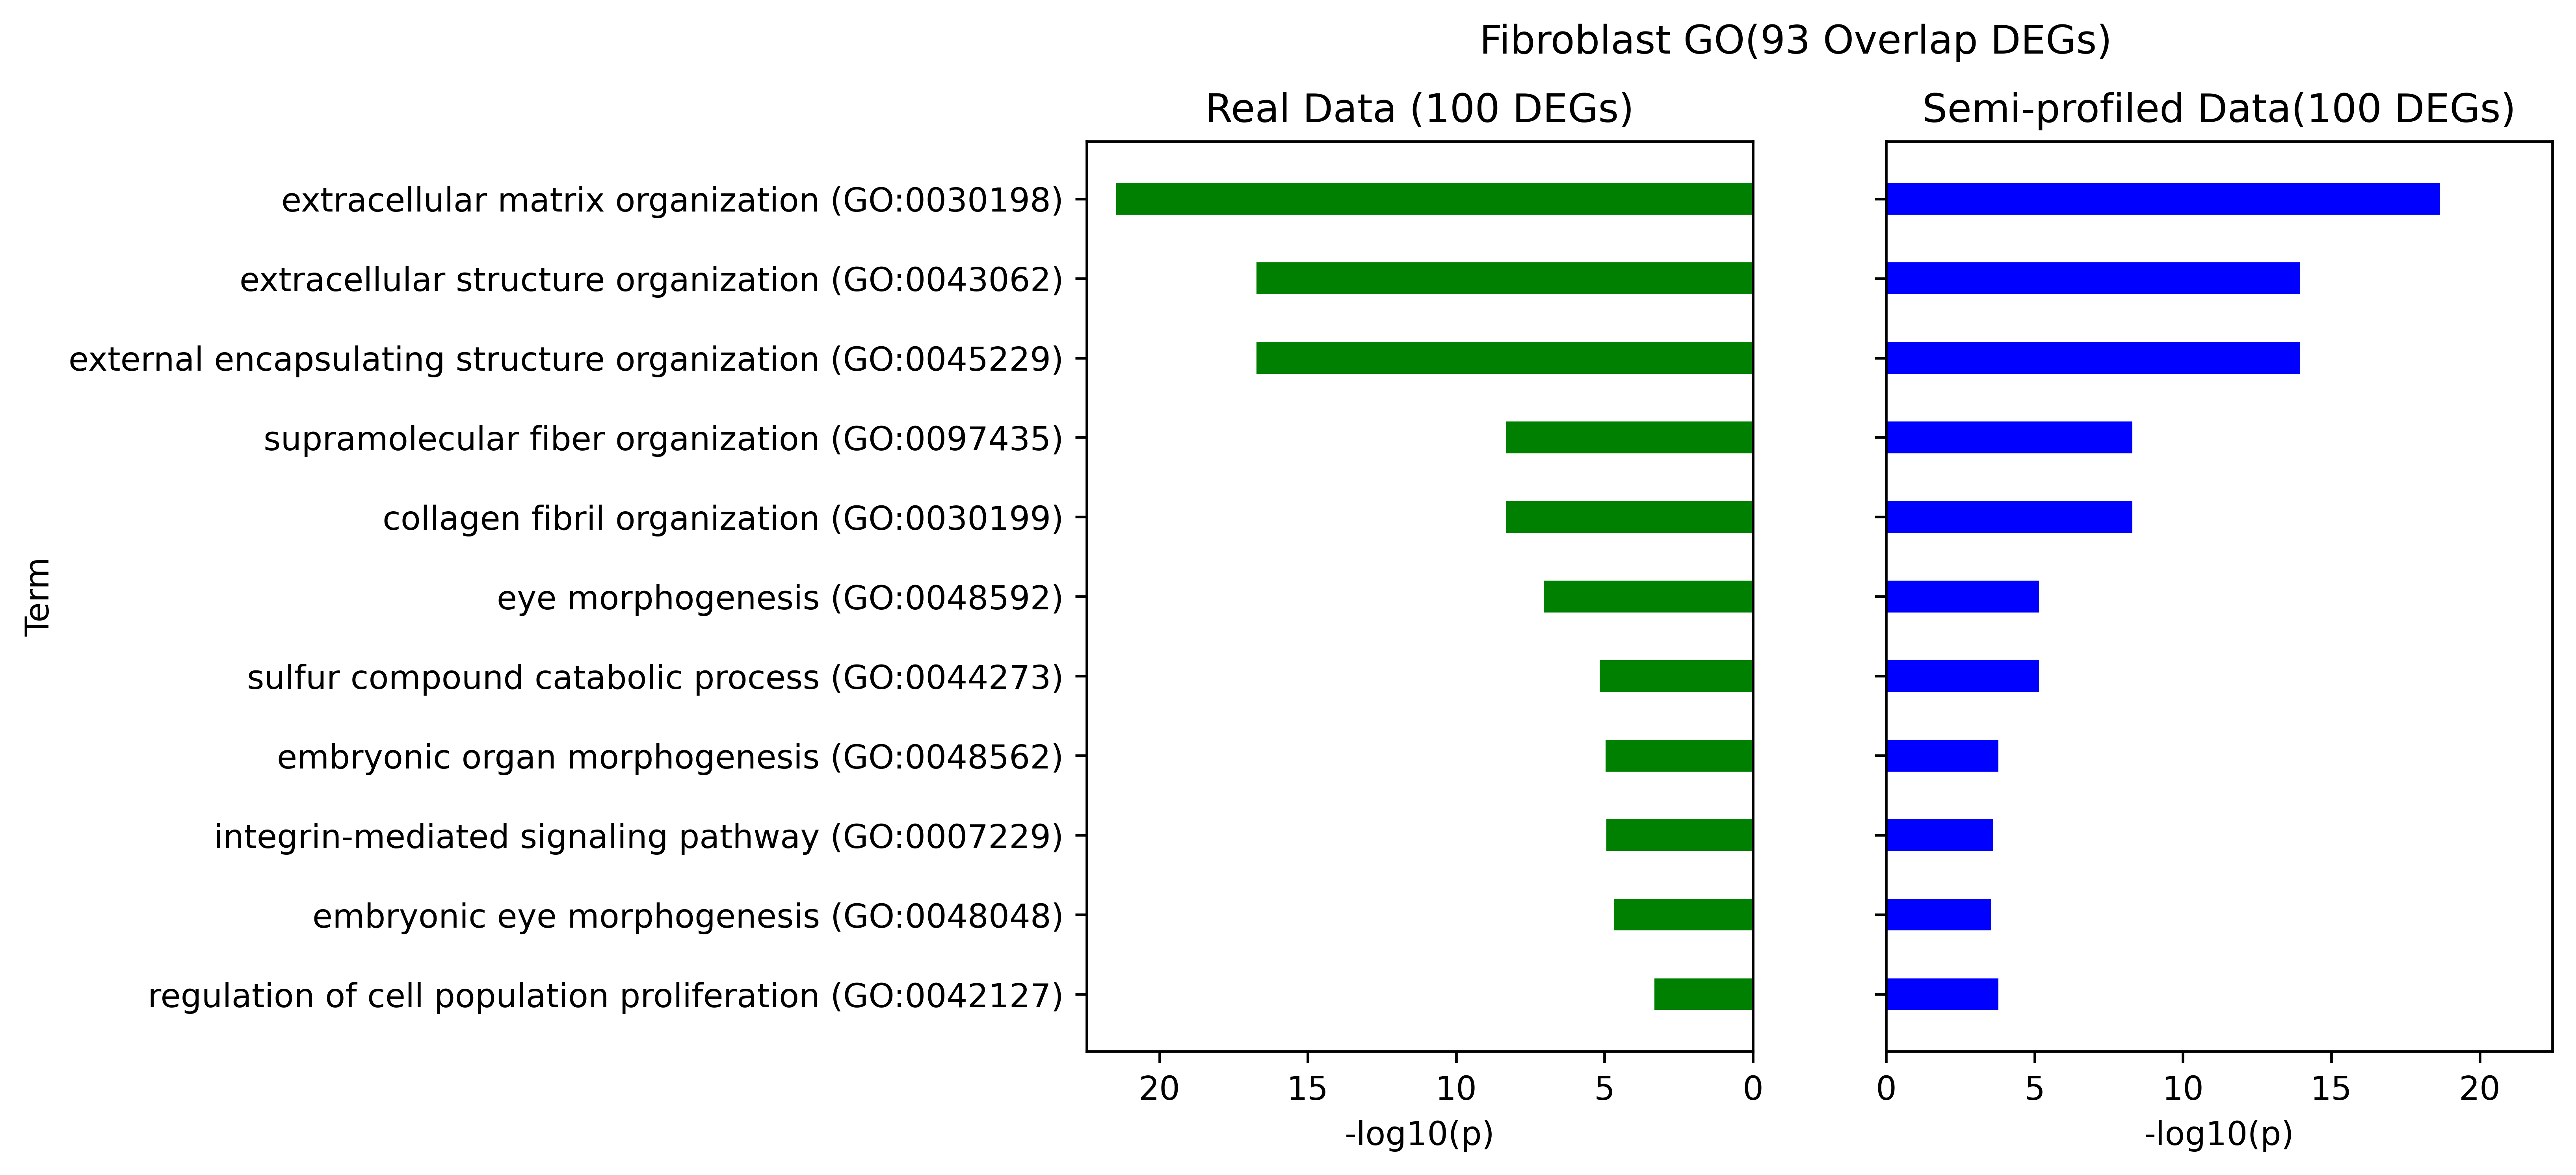 Fibroblast GO(93 Overlap DEGs)
Real Data (100 DEGs)
Semi-profiled Data(100 DEGs)
Term
extracellular matrix organization (GO:0030198)
extracellular structure organization (GO:0043062)
external encapsulating structure organization (GO:0045229)
supramolecular fiber organization (GO:0097435)
collagen fibril organization (GO:0030199)
eye morphogenesis (GO:0048592)
sulfur compound catabolic process (GO:0044273)
embryonic organ morphogenesis (GO:0048562)
integrin-mediated signaling pathway (GO:0007229)
embryonic eye morphogenesis (GO:0048048)
regulation of cell population proliferation (GO:0042127)
20 15 10 5 0
0 5 10 15 20
-log10(p)
-log10(p)